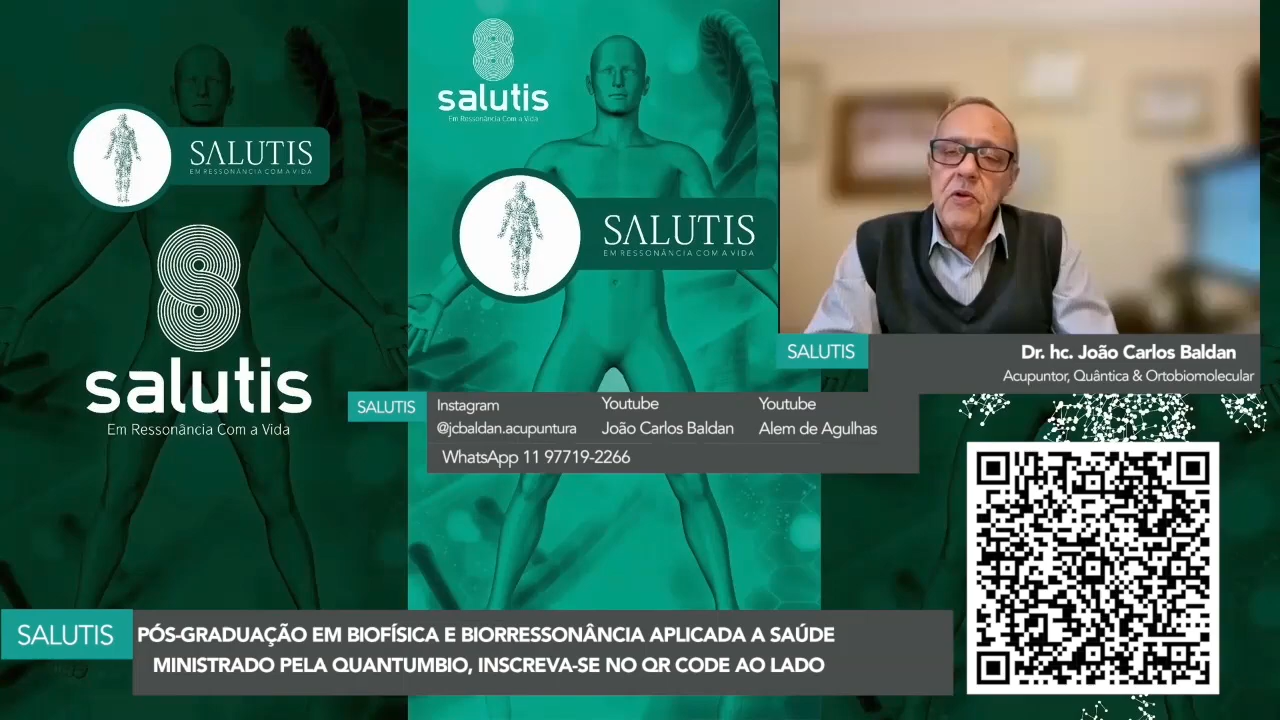 salutis
Em Ressonância Com a Vida
SALUTIS
EM RESSONÂNCIA COM A VIDA
SALUTIS
EM RESSONÂNCIA COM A VIDA
salutis
Em Ressonância Com a Vida
SALUTIS
Dr. hc. João Carlos Baldan
Acupuntor, Quântica & Ortobiomolecular
SALUTIS
Instagram
@jcbaldan.acupuntura
Youtube
João Carlos Baldan
Youtube
Alem de Agulhas
WhatsApp 11 97719-2266
SALUTIS
PÓS-GRADUAÇÃO EM BIOFÍSICA E BIORRESSONÂNCIA APLICADA A SAÚDE
MINISTRADO PELA QUANTUMBIO, INSCREVA-SE NO QR CODE AO LADO